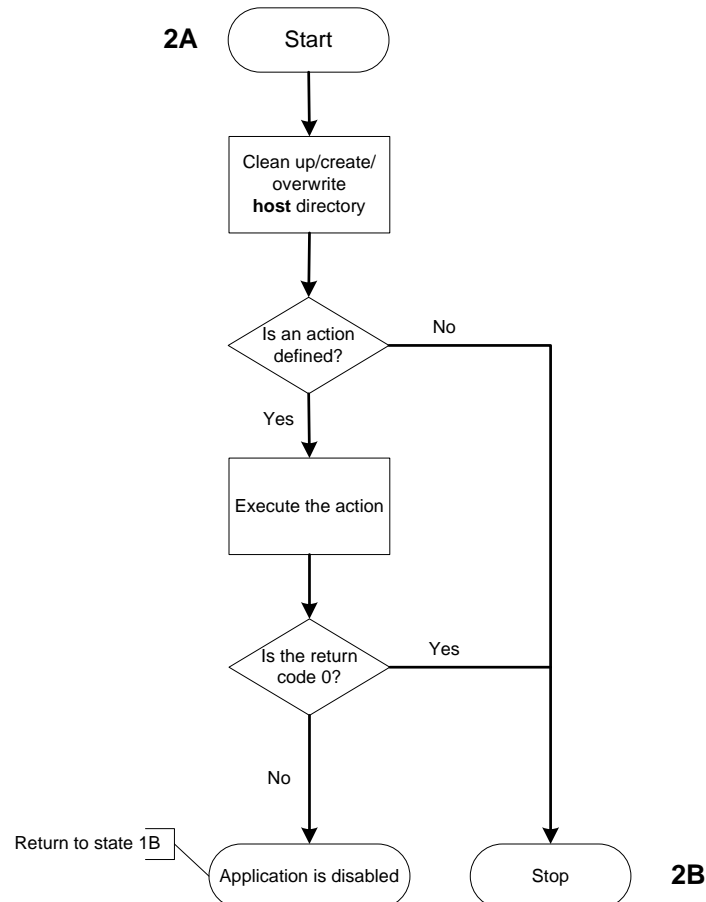 2A
Start
Clean up/create/
overwrite
host directory
Is an action
defined?
No
Yes
Execute the action
Is the return
code 0?
Yes
No
Return to state 1B
Application is disabled
Stop
2B